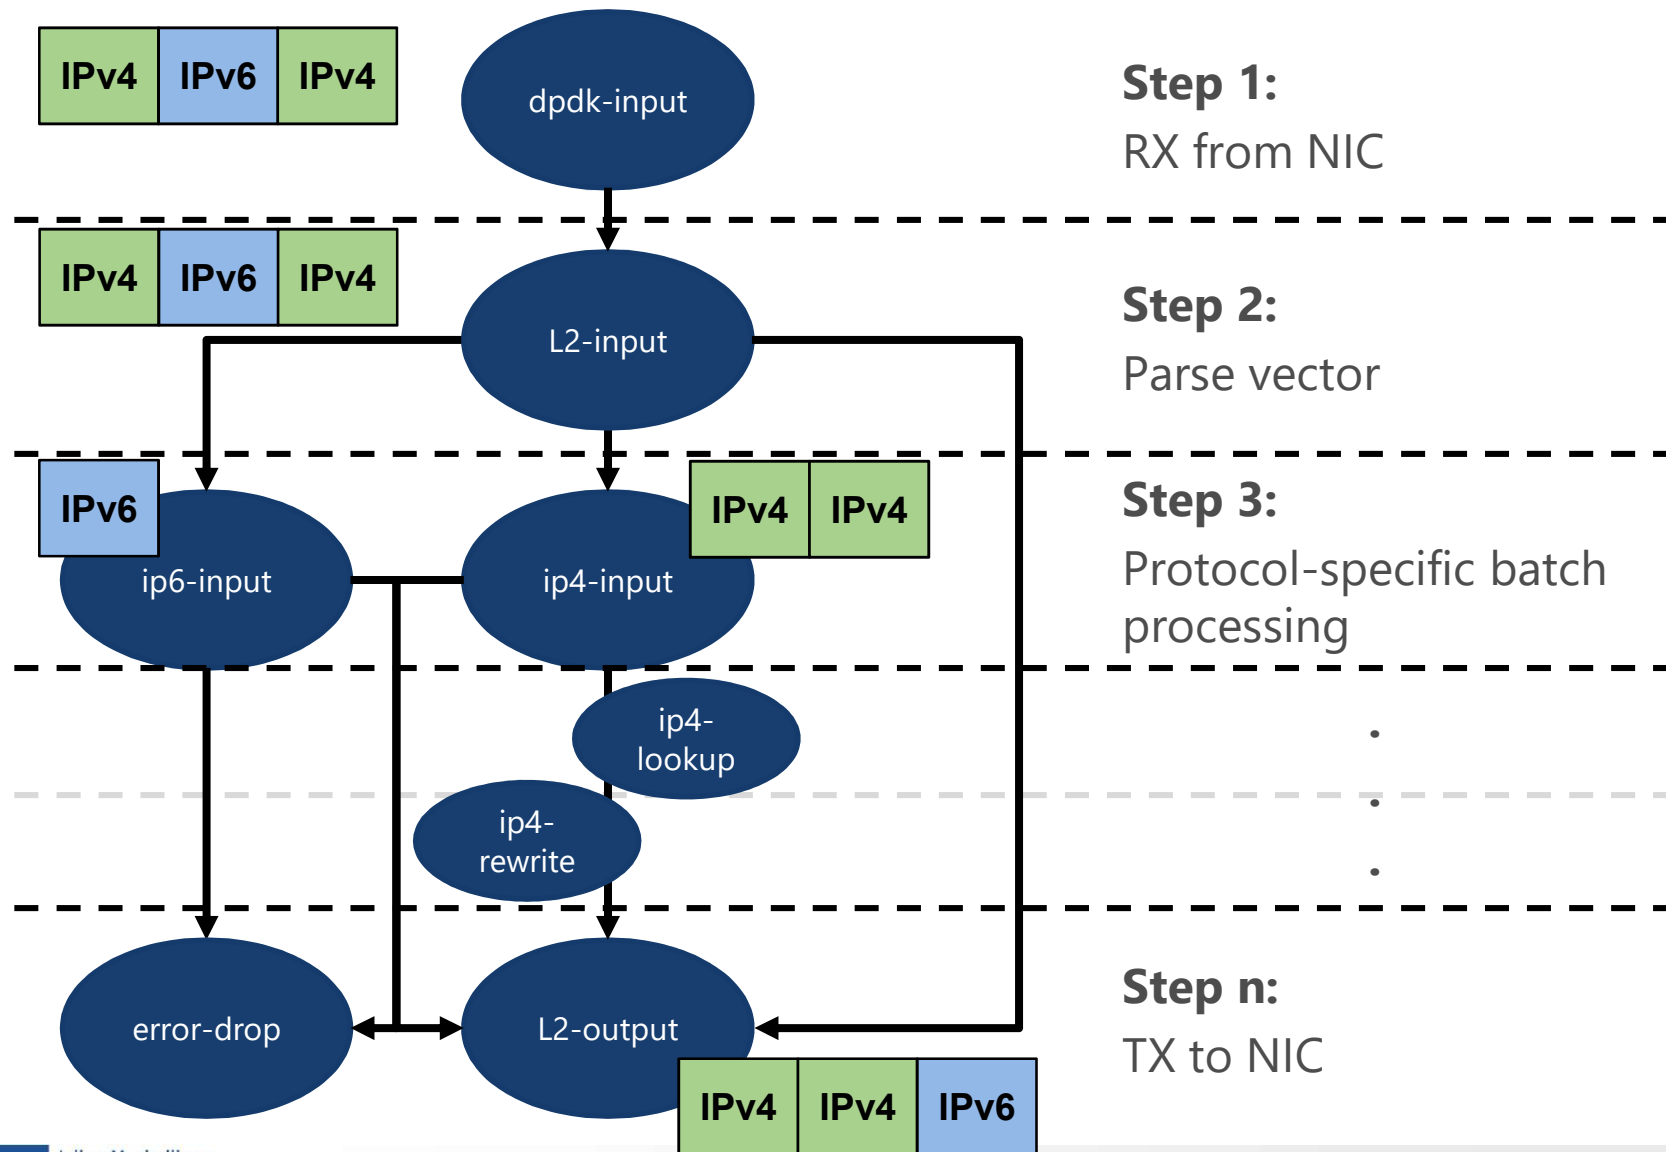 IPv4 IPv6 IPv4
dpdk-input
Step 1:
RX from NIC
IPv4 IPv6 IPv4
L2-input
Step 2:
Parse vector
IPv6
ip6-input
IPv4 IPv4
ip4-input
Step 3:
Protocol-specific batch
processing
ip4-
lookup
ip4-
rewrite
.
.
.
error-drop
L2-output
Step n:
TX to NIC
IPv4 IPv4 IPv6